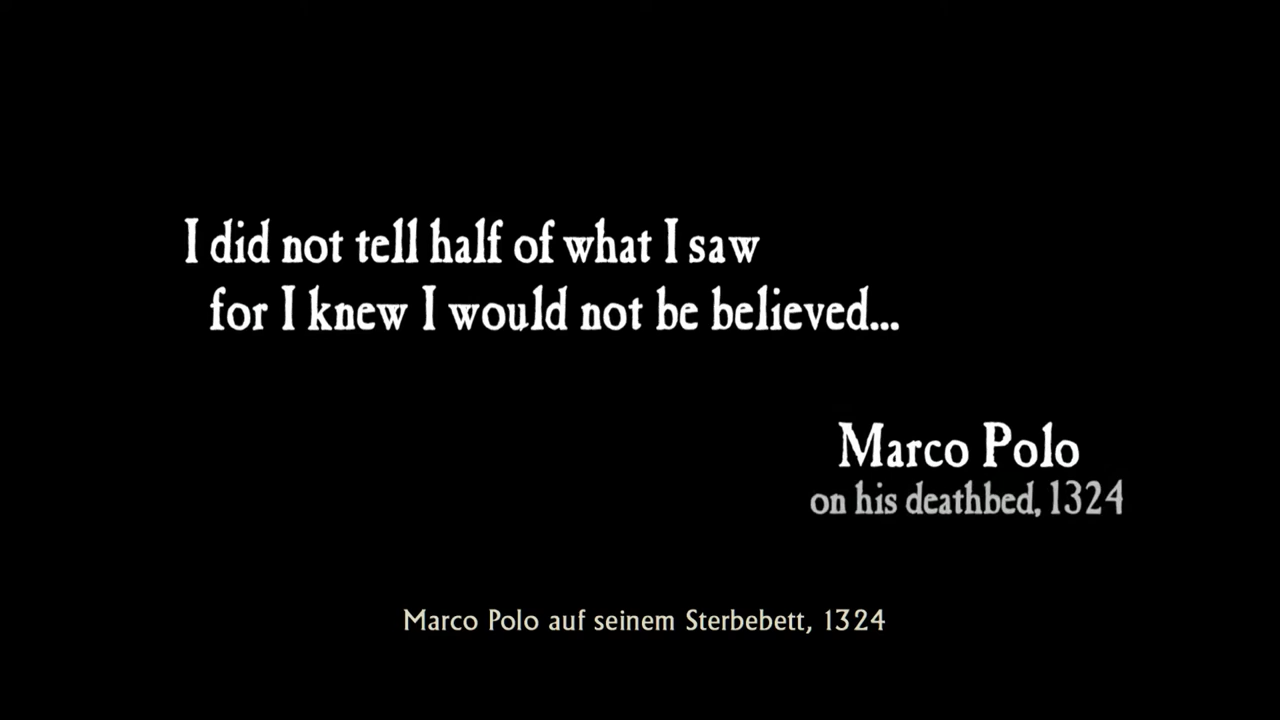 I did not tell half of what I saw
for I knew I would not be believed...
Marco Polo
on his deathbed, 1324
Marco Polo auf seinem Sterbebett, 1324